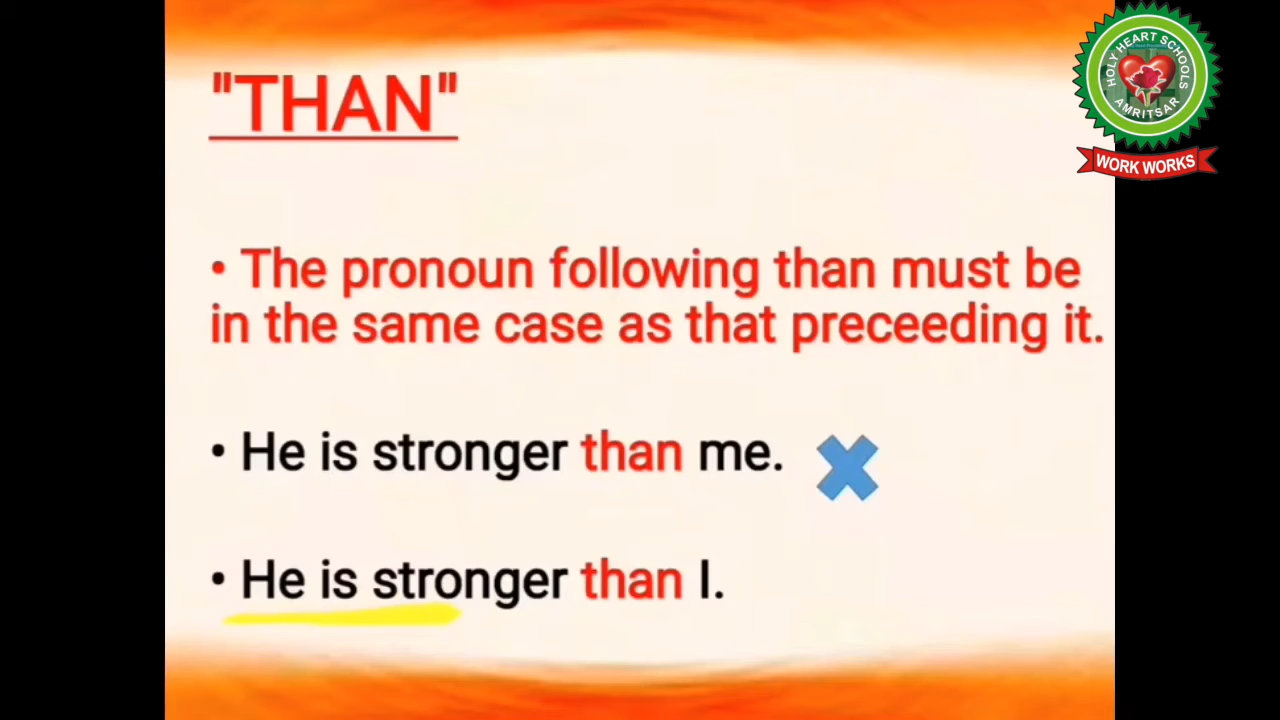 "THAN"
• The pronoun following than must be
in the same case as that preceeding it.
• He is stronger than me.
• He is stronger than I.
HOLY HEART SCHOOLS
AMRITSAR
WORK WORKS